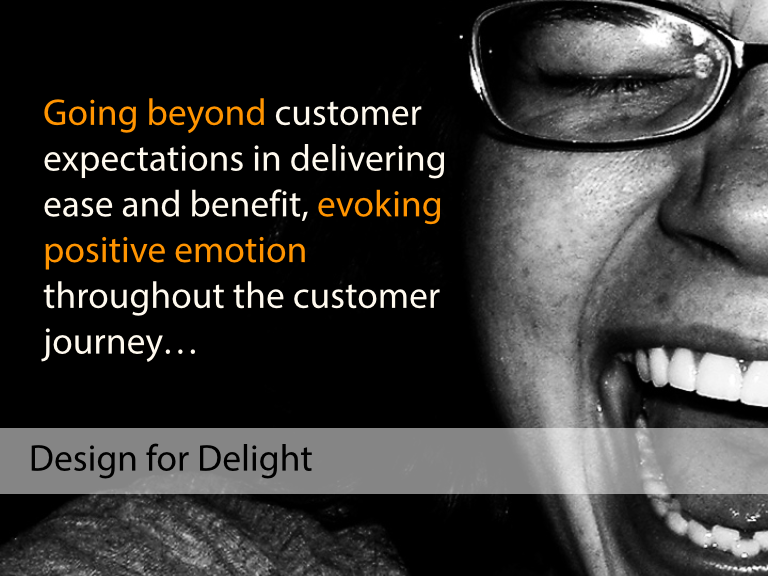 Going beyond customer
expectations in delivering
ease and benefit, evoking
positive emotion
throughout the customer
journey…
Design for Delight